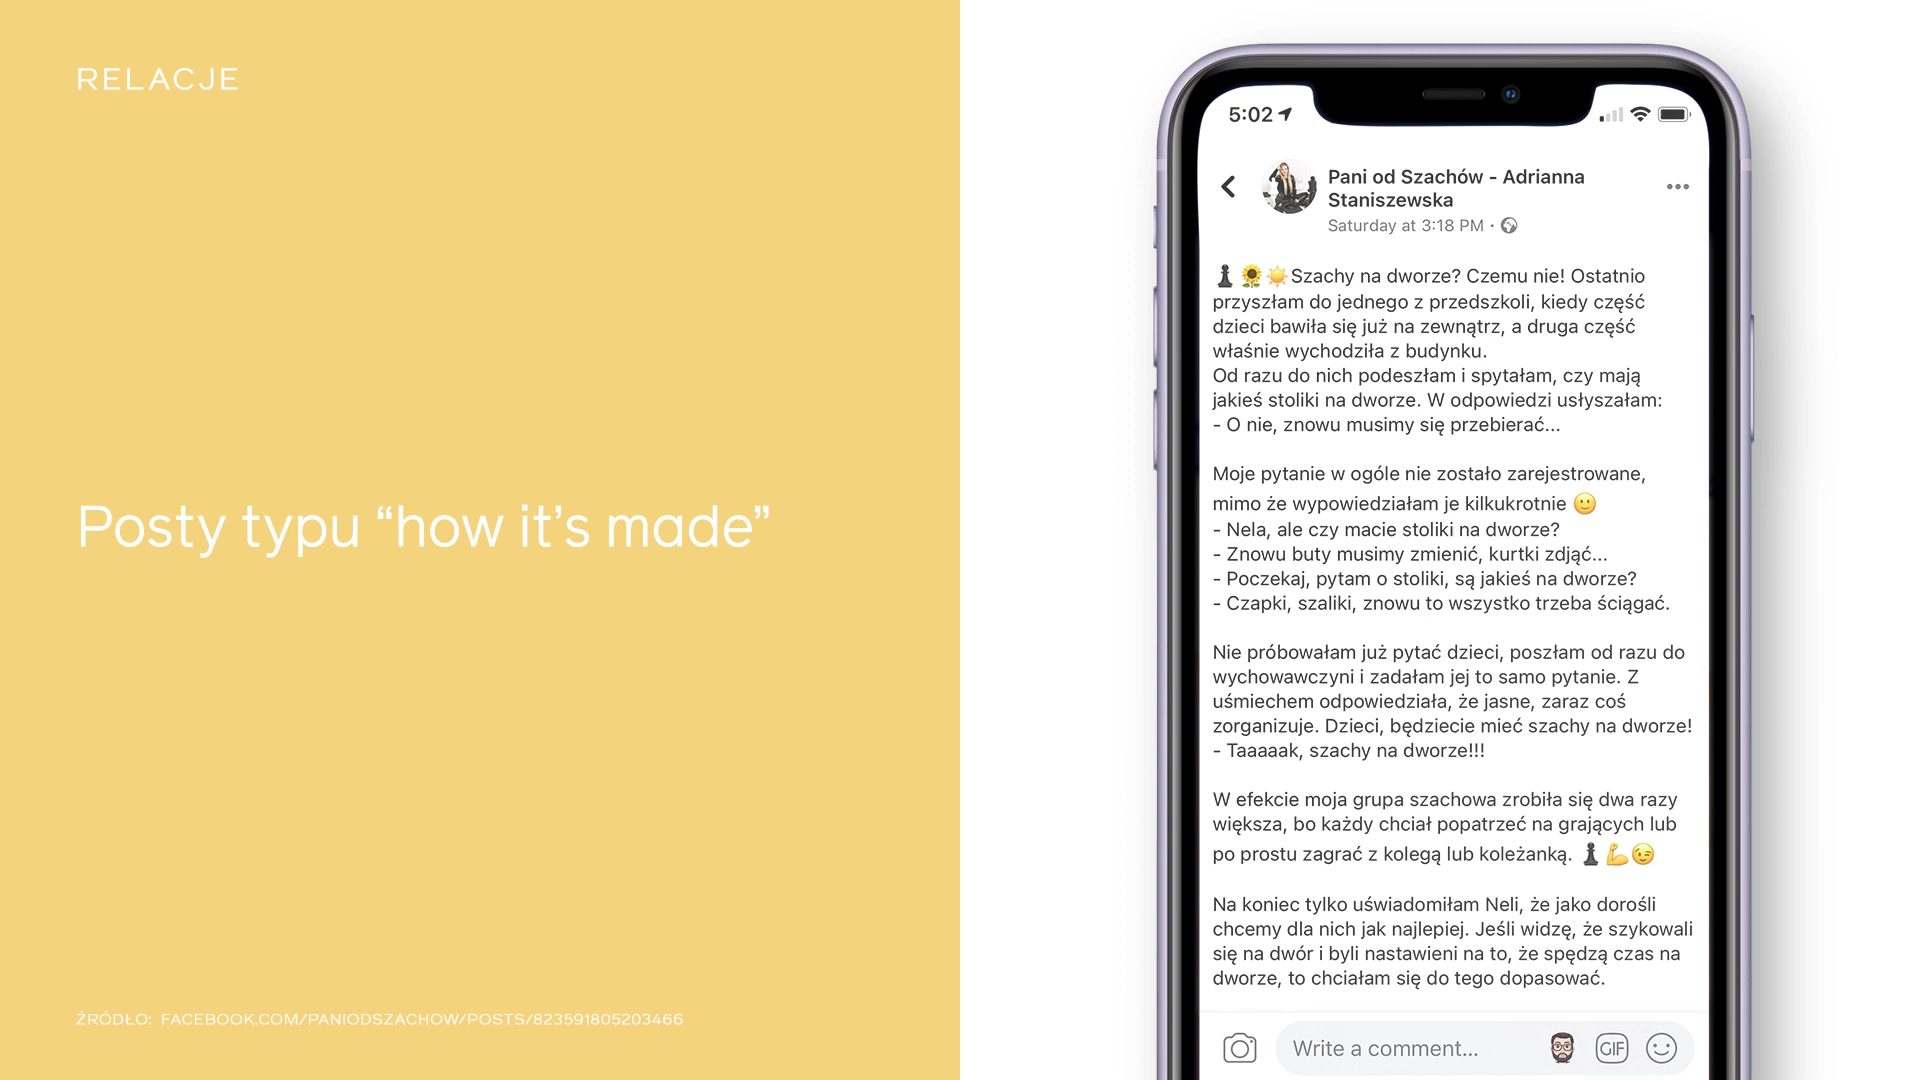 RELACJE
Posty typu “how it’s made”
ŹRÓDŁO: FACEBOOK.COM/PANIODSZACHOW/POSTS/823591805203466
5:02
Pani od Szachów - Adrianna
Staniszewska
Saturday at 3:18 PM ·
♟🌻☀️Szachy na dworze? Czemu nie! Ostatnio
przyszłam do jednego z przedszkoli, kiedy część
dzieci bawiła się już na zewnątrz, a druga część
właśnie wychodziła z budynku.
Od razu do nich podeszłam i spytałam, czy mają
jakieś stoliki na dworze. W odpowiedzi usłyszałam:
- O nie, znowu musimy się przebierać...
Moje pytanie w ogóle nie zostało zarejestrowane,
mimo że wypowiedziałam je kilkukrotnie 🙂
- Nela, ale czy macie stoliki na dworze?
- Znowu buty musimy zmienić, kurtki zdjąć...
- Poczekaj, pytam o stoliki, są jakieś na dworze?
- Czapki, szaliki, znowu to wszystko trzeba ściągać.
Nie próbowałam już pytać dzieci, poszłam od razu do
wychowawczyni i zadałam jej to samo pytanie. Z
uśmiechem odpowiedziała, że jasne, zaraz coś
zorganizuje. Dzieci, będziecie mieć szachy na dworze!
- Taaaaak, szachy na dworze!!!
W efekcie moja grupa szachowa zrobiła się dwa razy
większa, bo każdy chciał popatrzeć na grających lub
po prostu zagrać z kolegą lub koleżanką. ♟💪😉
Na koniec tylko uświadomiłam Neli, że jako dorośli
chcemy dla nich jak najlepiej. Jeśli widzę, że szykowali
się na dwór i byli nastawieni na to, że spędzą czas na
dworze, to chciałam się do tego dopasować.
Write a comment...
GIF